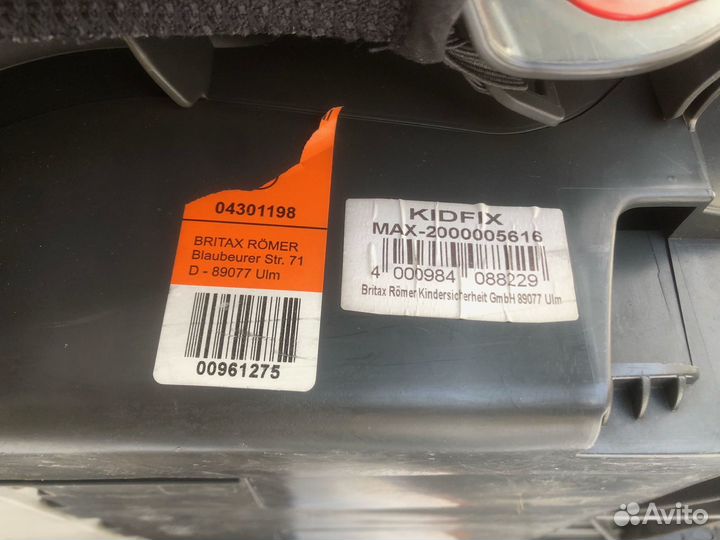 04301198
BRITAX RÖMER
Blaubeurer Str. 71
D - 89077 Ulm
00961275
KIDFIX
MAX-2000005616
4 000984 088229
Britax Römer Kindersicherheit GmbH 89077 Ulm
Avito